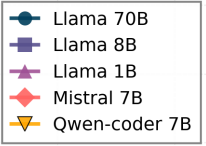 Llama 70B
Llama 8B
Llama 1B
Mistral 7B
Qwen-coder 7B